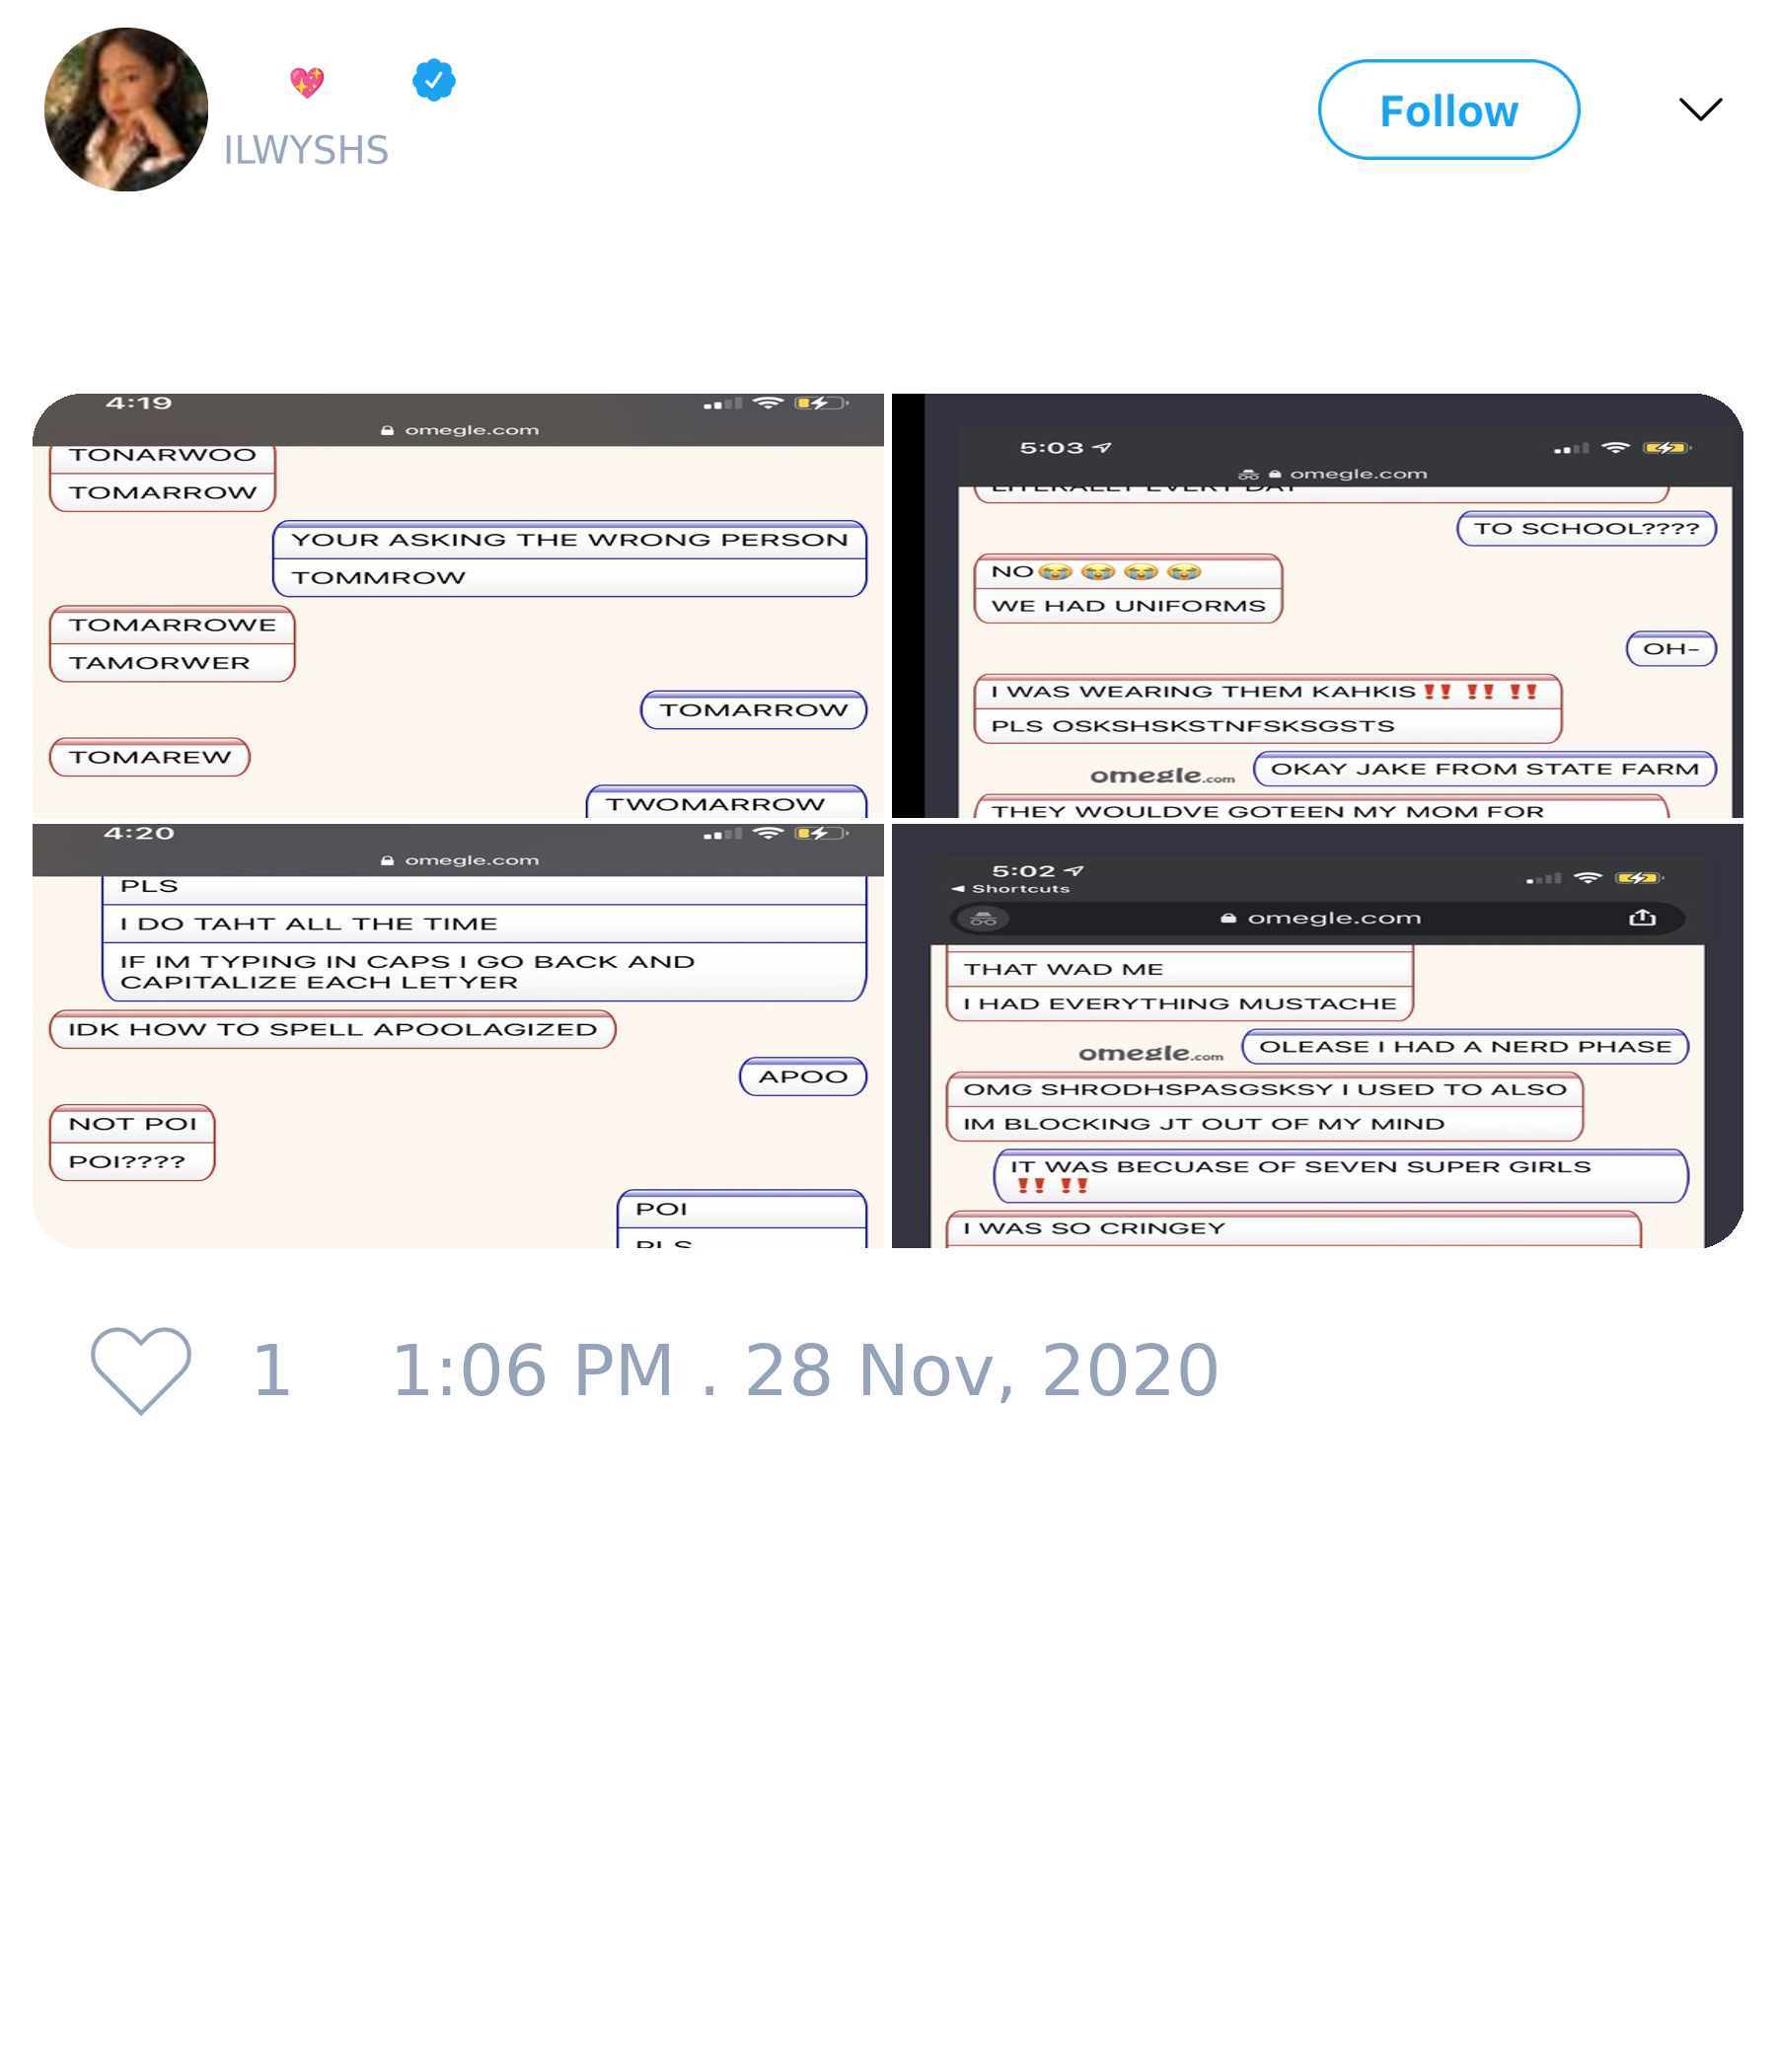 💖
ILWYSHS
Follow
4:19
omegle.com
TONARWOO
TOMARROW
YOUR ASKING THE WRONG PERSON
TOMMROW
TOMARROWE
TAMORWER
TOMARROW
TOMAREW
TWOMARROW
5:03
omegle.com
LITERALLY EVERY DAY
TO SCHOOL????
NO😭 😭 😭 😭
WE HAD UNIFORMS
OH-
I WAS WEARING THEM KAHKIS‼️ ‼️ ‼️
PLS OSKSHSKSTNFSKSGSTS
omegle.com
OKAY JAKE FROM STATE FARM
THEY WOULDVE GOTEEN MY MOM FOR
4:20
omegle.com
PLS
I DO TAHT ALL THE TIME
IF IM TYPING IN CAPS I GO BACK AND
CAPITALIZE EACH LETYER
IDK HOW TO SPELL APOOLAGIZED
APOO
NOT POI
POI????
POI
PLS
5:02
Shortcuts
omegle.com
THAT WAD ME
I HAD EVERYTHING MUSTACHE
omegle.com
OLEASE I HAD A NERD PHASE
OMG SHRODHSPASGSKSY I USED TO ALSO
IM BLOCKING JT OUT OF MY MIND
IT WAS BECUASE OF SEVEN SUPER GIRLS
‼️ ‼️
I WAS SO CRINGEY
1
1:06 PM . 28 Nov, 2020